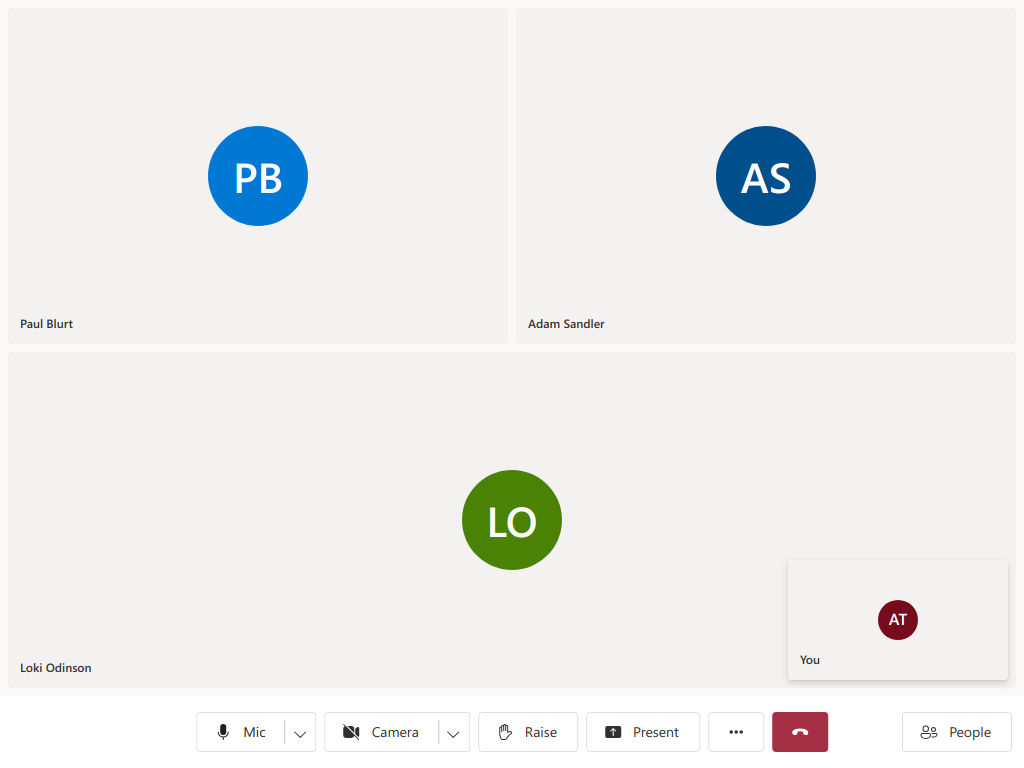 PB
Paul Blurt
AS
Adam Sandler
LO
Loki Odinson
AT
You
Mic
Camera
Raise
Present
People